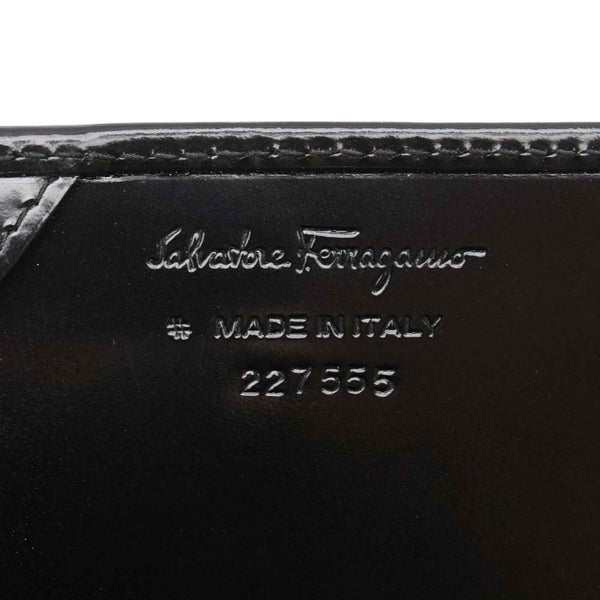 Salvatore Ferragamo
# MADE IN ITALY
227555